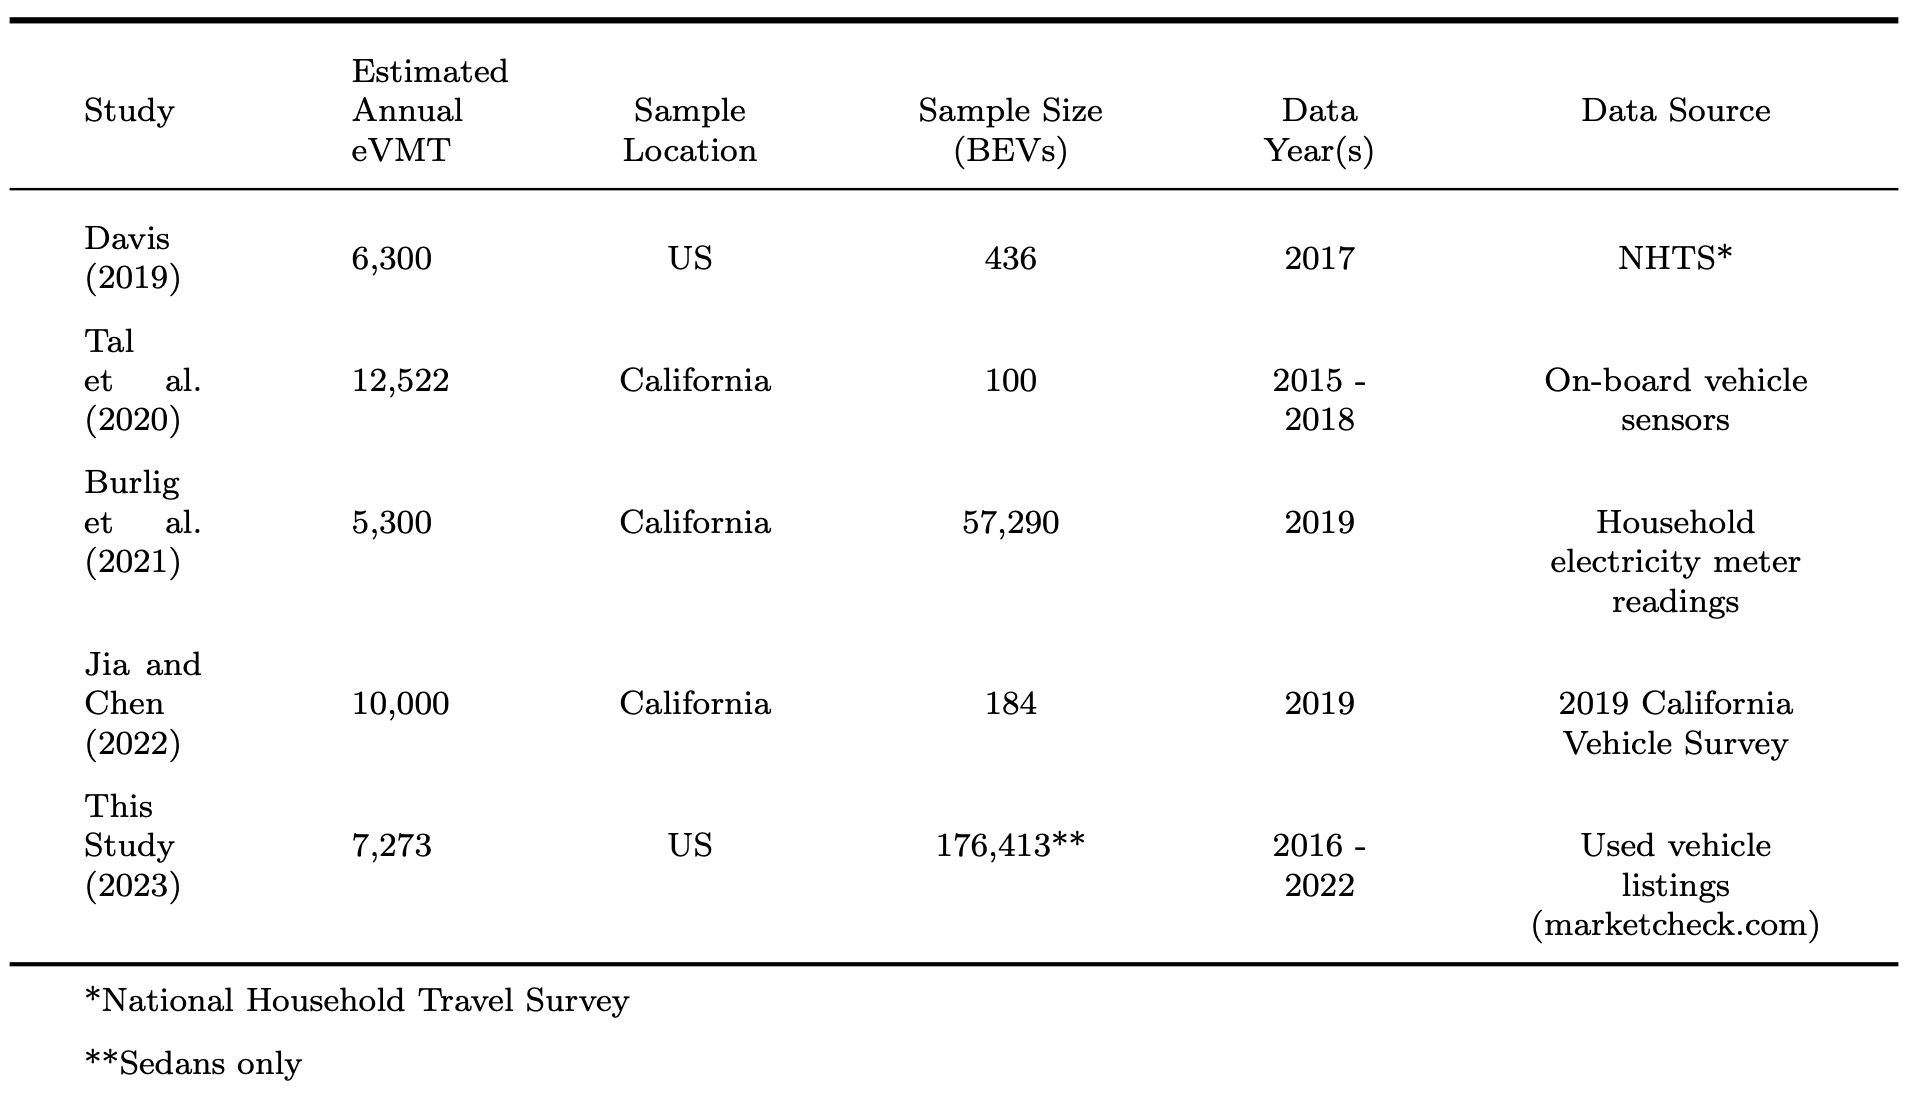 Study Estimated Annual eVMT Sample Location Sample Size (BEVs) Data Year(s) Data Source
Davis (2019) 6,300 US 436 2017 NHTS*
Tal et al. (2020) 12,522 California 100 2015 - 2018 On-board vehicle sensors
Burlig et al. (2021) 5,300 California 57,290 2019 Household electricity meter readings
Jia and Chen (2022) 10,000 California 184 2019 2019 California Vehicle Survey
This Study (2023) 7,273 US 176,413** 2016 - 2022 Used vehicle listings (marketcheck.com)
*National Household Travel Survey
**Sedans only